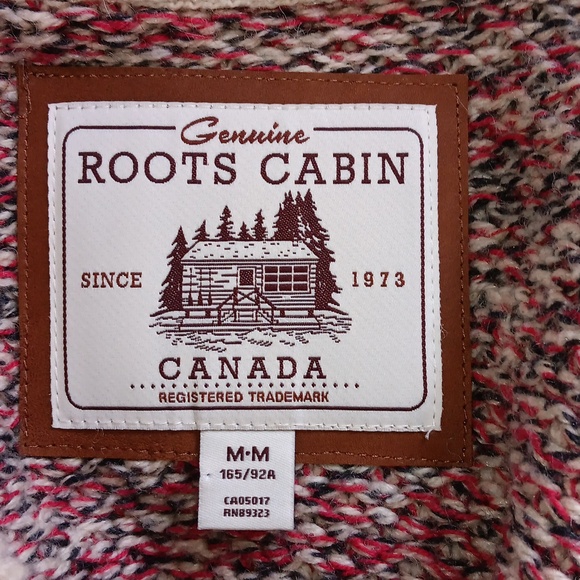 Genuine
ROOTS CABIN
SINCE 1973
CANADA
REGISTERED TRADEMARK
M·M
165/92A
CA05017
RN89323